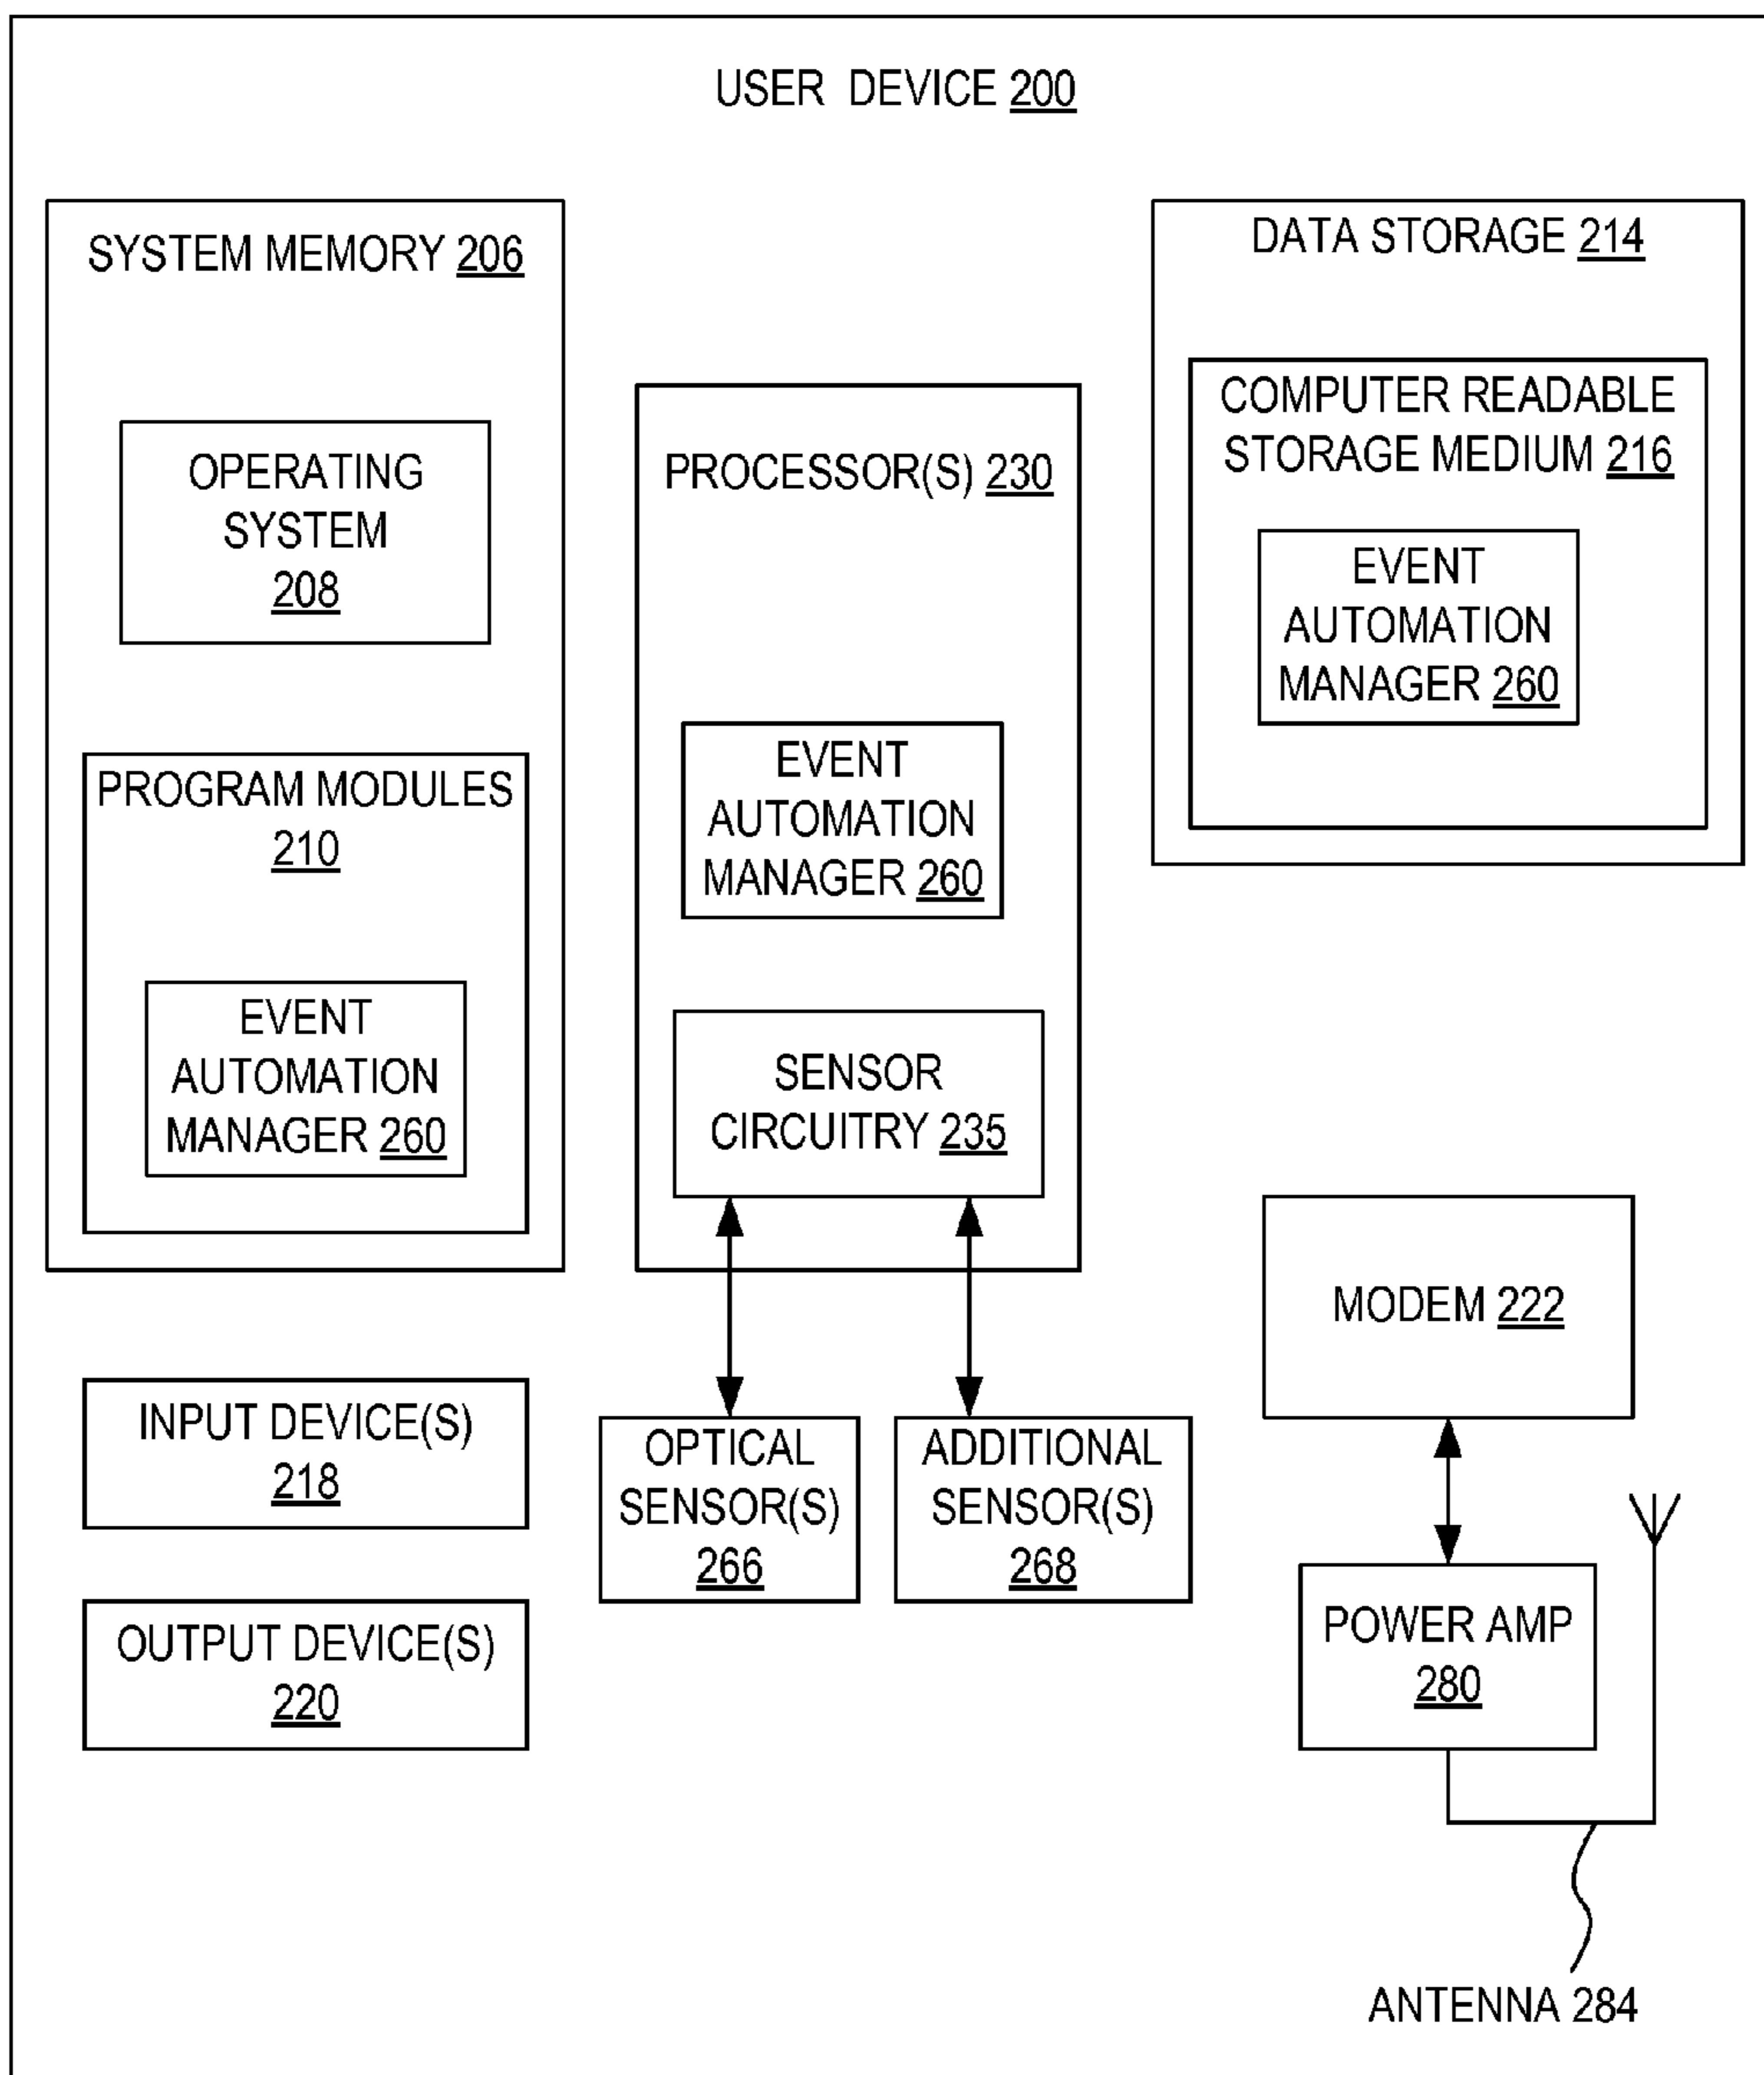 USER DEVICE 200
SYSTEM MEMORY 206
OPERATING
SYSTEM
208
PROGRAM MODULES
210
EVENT
AUTOMATION
MANAGER 260
PROCESSOR(S) 230
EVENT
AUTOMATION
MANAGER 260
SENSOR
CIRCUITRY 235
DATA STORAGE 214
COMPUTER READABLE
STORAGE MEDIUM 216
EVENT
AUTOMATION
MANAGER 260
INPUT DEVICE(S)
218
OUTPUT DEVICE(S)
220
OPTICAL
SENSOR(S)
266
ADDITIONAL
SENSOR(S)
268
MODEM 222
POWER AMP
280
ANTENNA 284